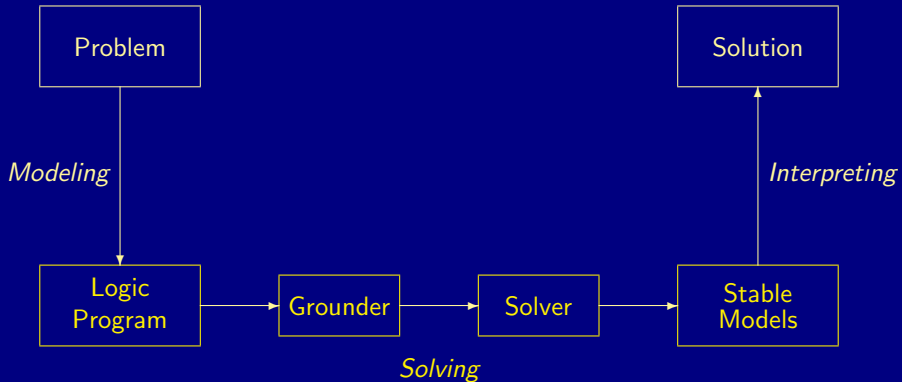 Problem
Solution
Modeling
Interpreting
Logic
Program
Grounder
Solver
Stable
Models
Solving